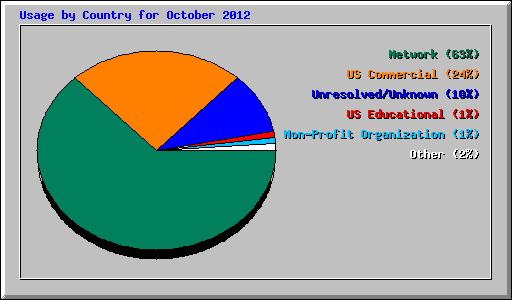 Usage by Country for October 2012
Network (63%)
US Commercial (24%)
Unresolved/Unknown (10%)
US Educational (1%)
Non-Profit Organization (1%)
Other (2%)